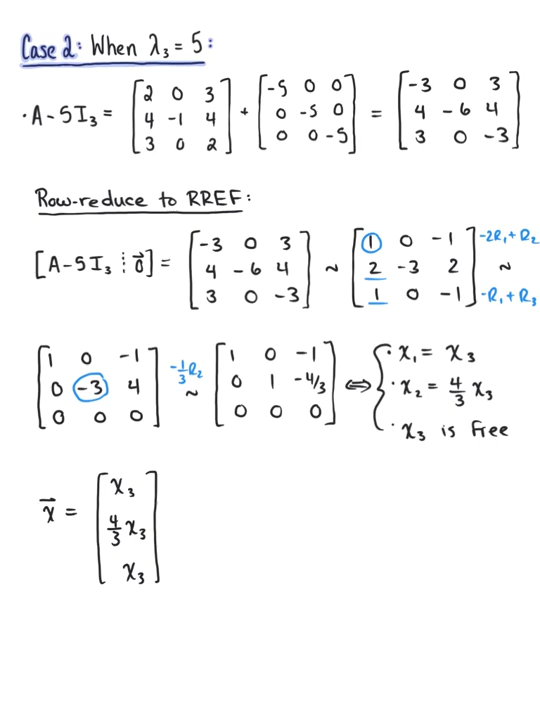 Case 2: When λ₃ = 5:
· A - 5I₃ = [2 0 3; 4 -1 4; 3 0 2] + [-5 0 0; 0 -5 0; 0 0 -5] = [-3 0 3; 4 -6 4; 3 0 -3]
Row-reduce to RREF:
[A - 5I₃ ⋮ 0⃗] = [-3 0 3; 4 -6 4; 3 0 -3] ~ [1 0 -1; 2 -3 2; 1 0 -1] -2R₁+R₂ ~ -R₁+R₃
[1 0 -1; 0 -3 4; 0 0 0] -1/3R₂ ~ [1 0 -1; 0 1 -4/3; 0 0 0] ⇔ { · x₁ = x₃
· x₂ = 4/3 x₃
· x₃ is free
x⃗ = [x₃; 4/3 x₃; x₃]